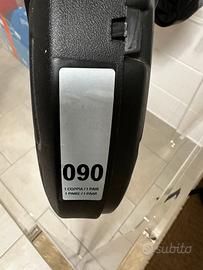 090
1 COPPIA / 1 PAIR
1 PAIRE / 1 PAAR
subito